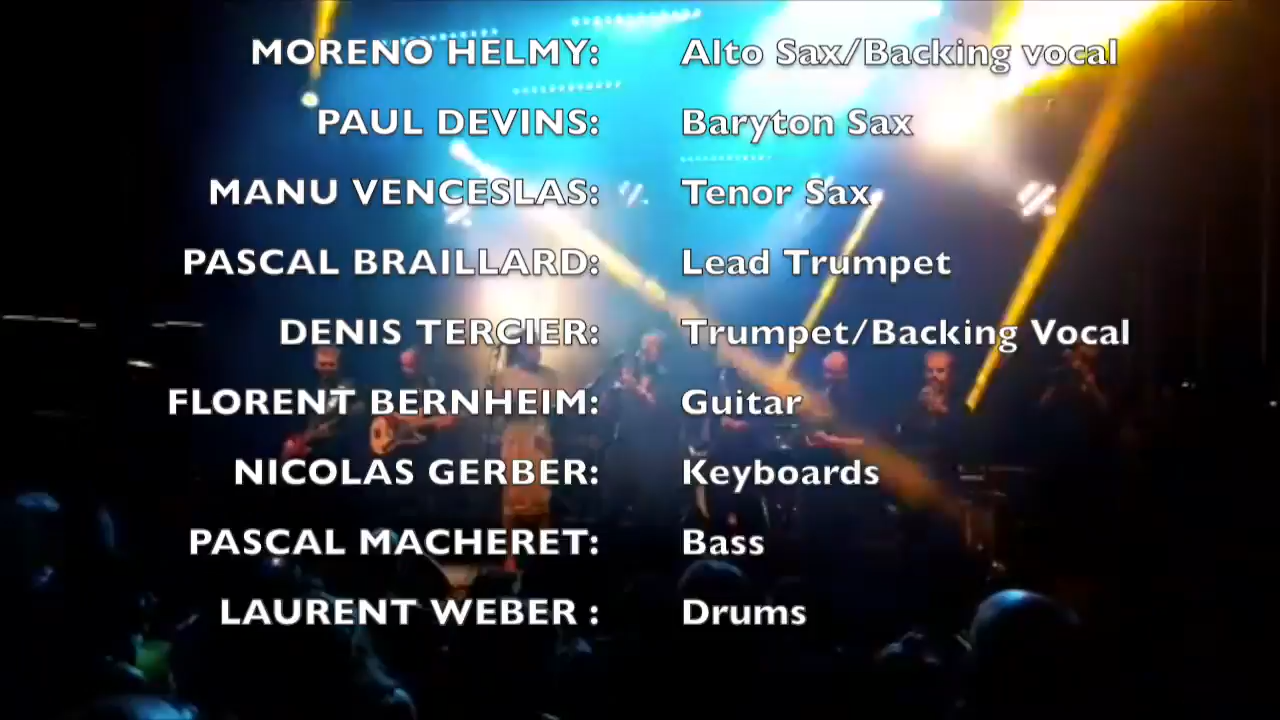 MORENO HELMY: Alto Sax/Backing vocal
PAUL DEVINS: Baryton Sax
MANU VENCESLAS: Tenor Sax
PASCAL BRAILLARD: Lead Trumpet
DENIS TERCIER: Trumpet/Backing Vocal
FLORENT BERNHEIM: Guitar
NICOLAS GERBER: Keyboards
PASCAL MACHERET: Bass
LAURENT WEBER : Drums